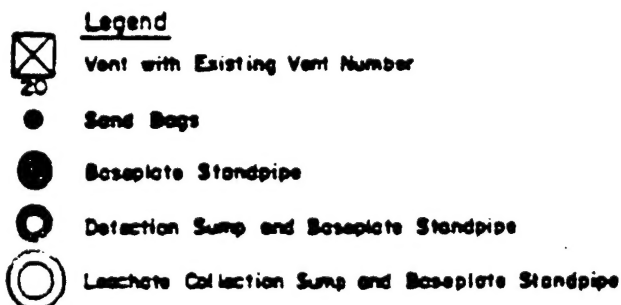 Legend
Vent with Existing Vent Number
20
Sand Bags
Baseplate Standpipe
Detection Sump and Baseplate Standpipe
Leachate Collection Sump and Baseplate Standpipe